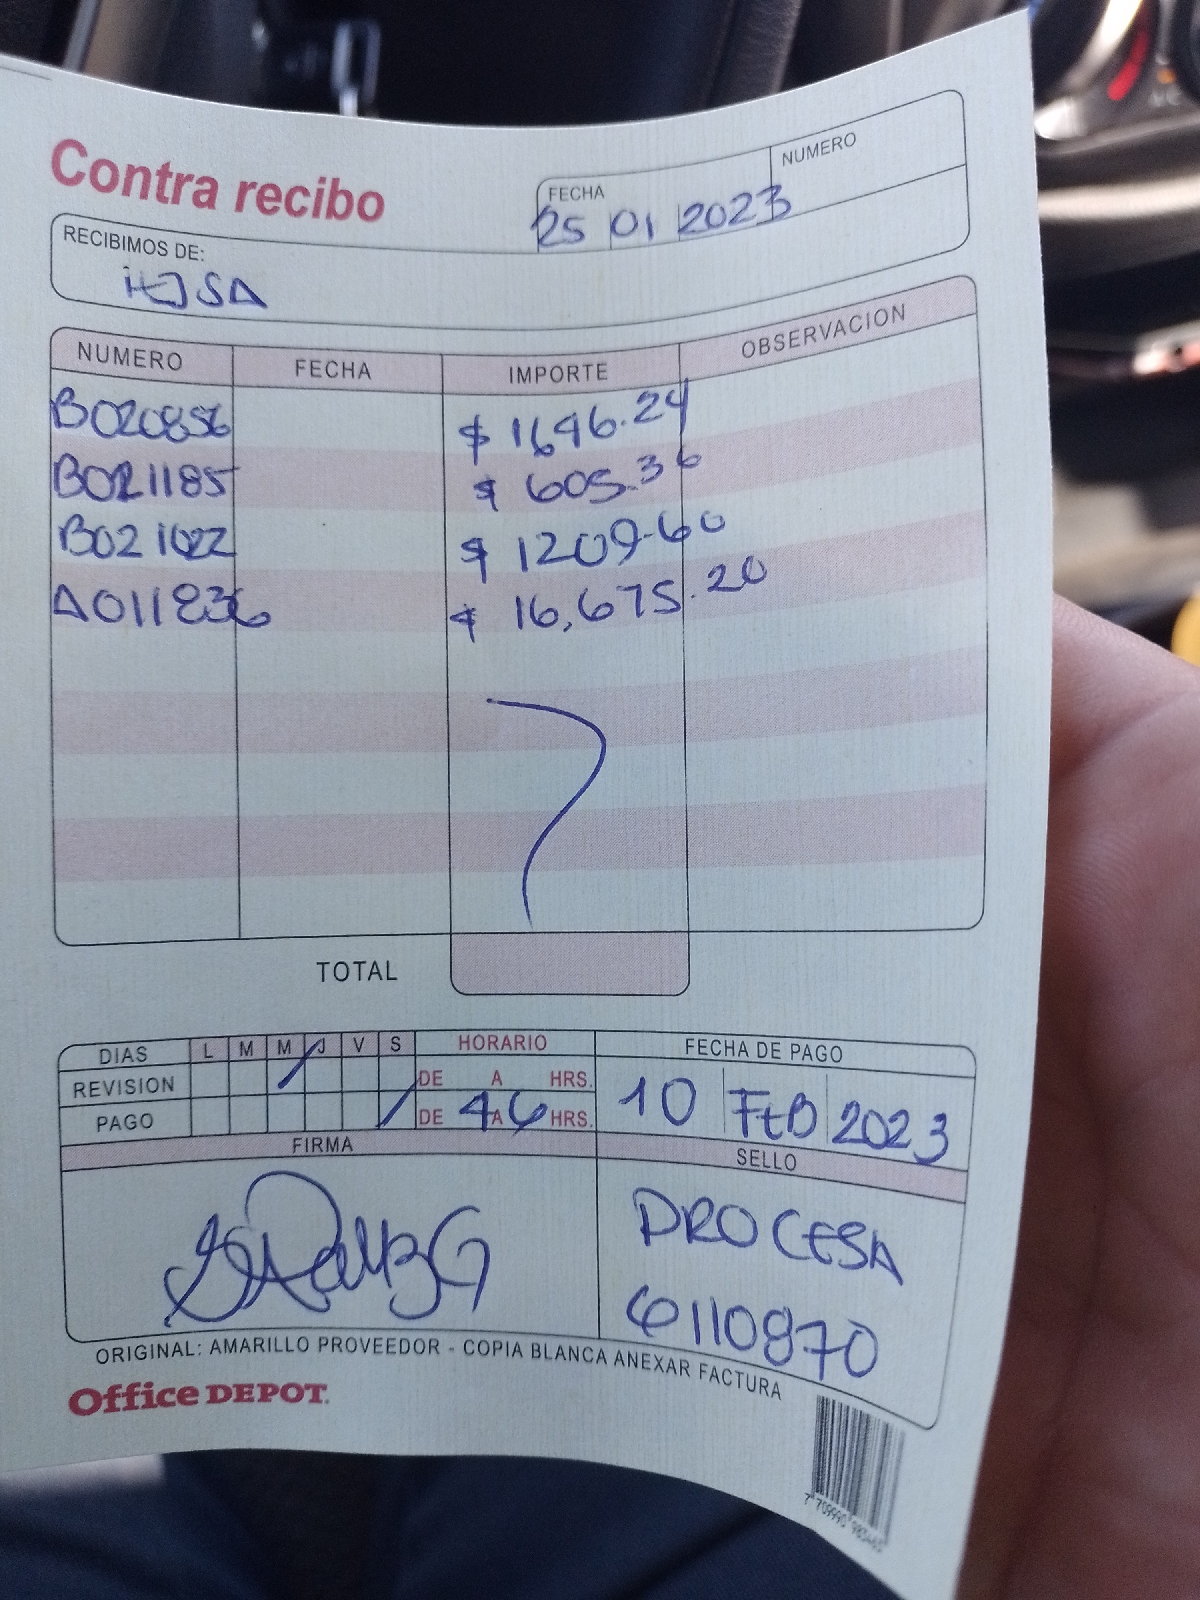 Contra recibo
FECHA
NUMERO
25 01 2023
RECIBIMOS DE:
HJSA
NUMERO FECHA IMPORTE OBSERVACION
B020856 $ 1646.24
B021185 $ 605.36
B021022 $ 1209.60
A011836 $ 16,675.20
TOTAL
DIAS L M M J V S HORARIO FECHA DE PAGO
REVISION DE A HRS.
PAGO DE 4 A 6 HRS. 10 FEB 2023
FIRMA SELLO
PROCESA
6110870
ORIGINAL: AMARILLO PROVEEDOR - COPIA BLANCA ANEXAR FACTURA
Office DEPOT.